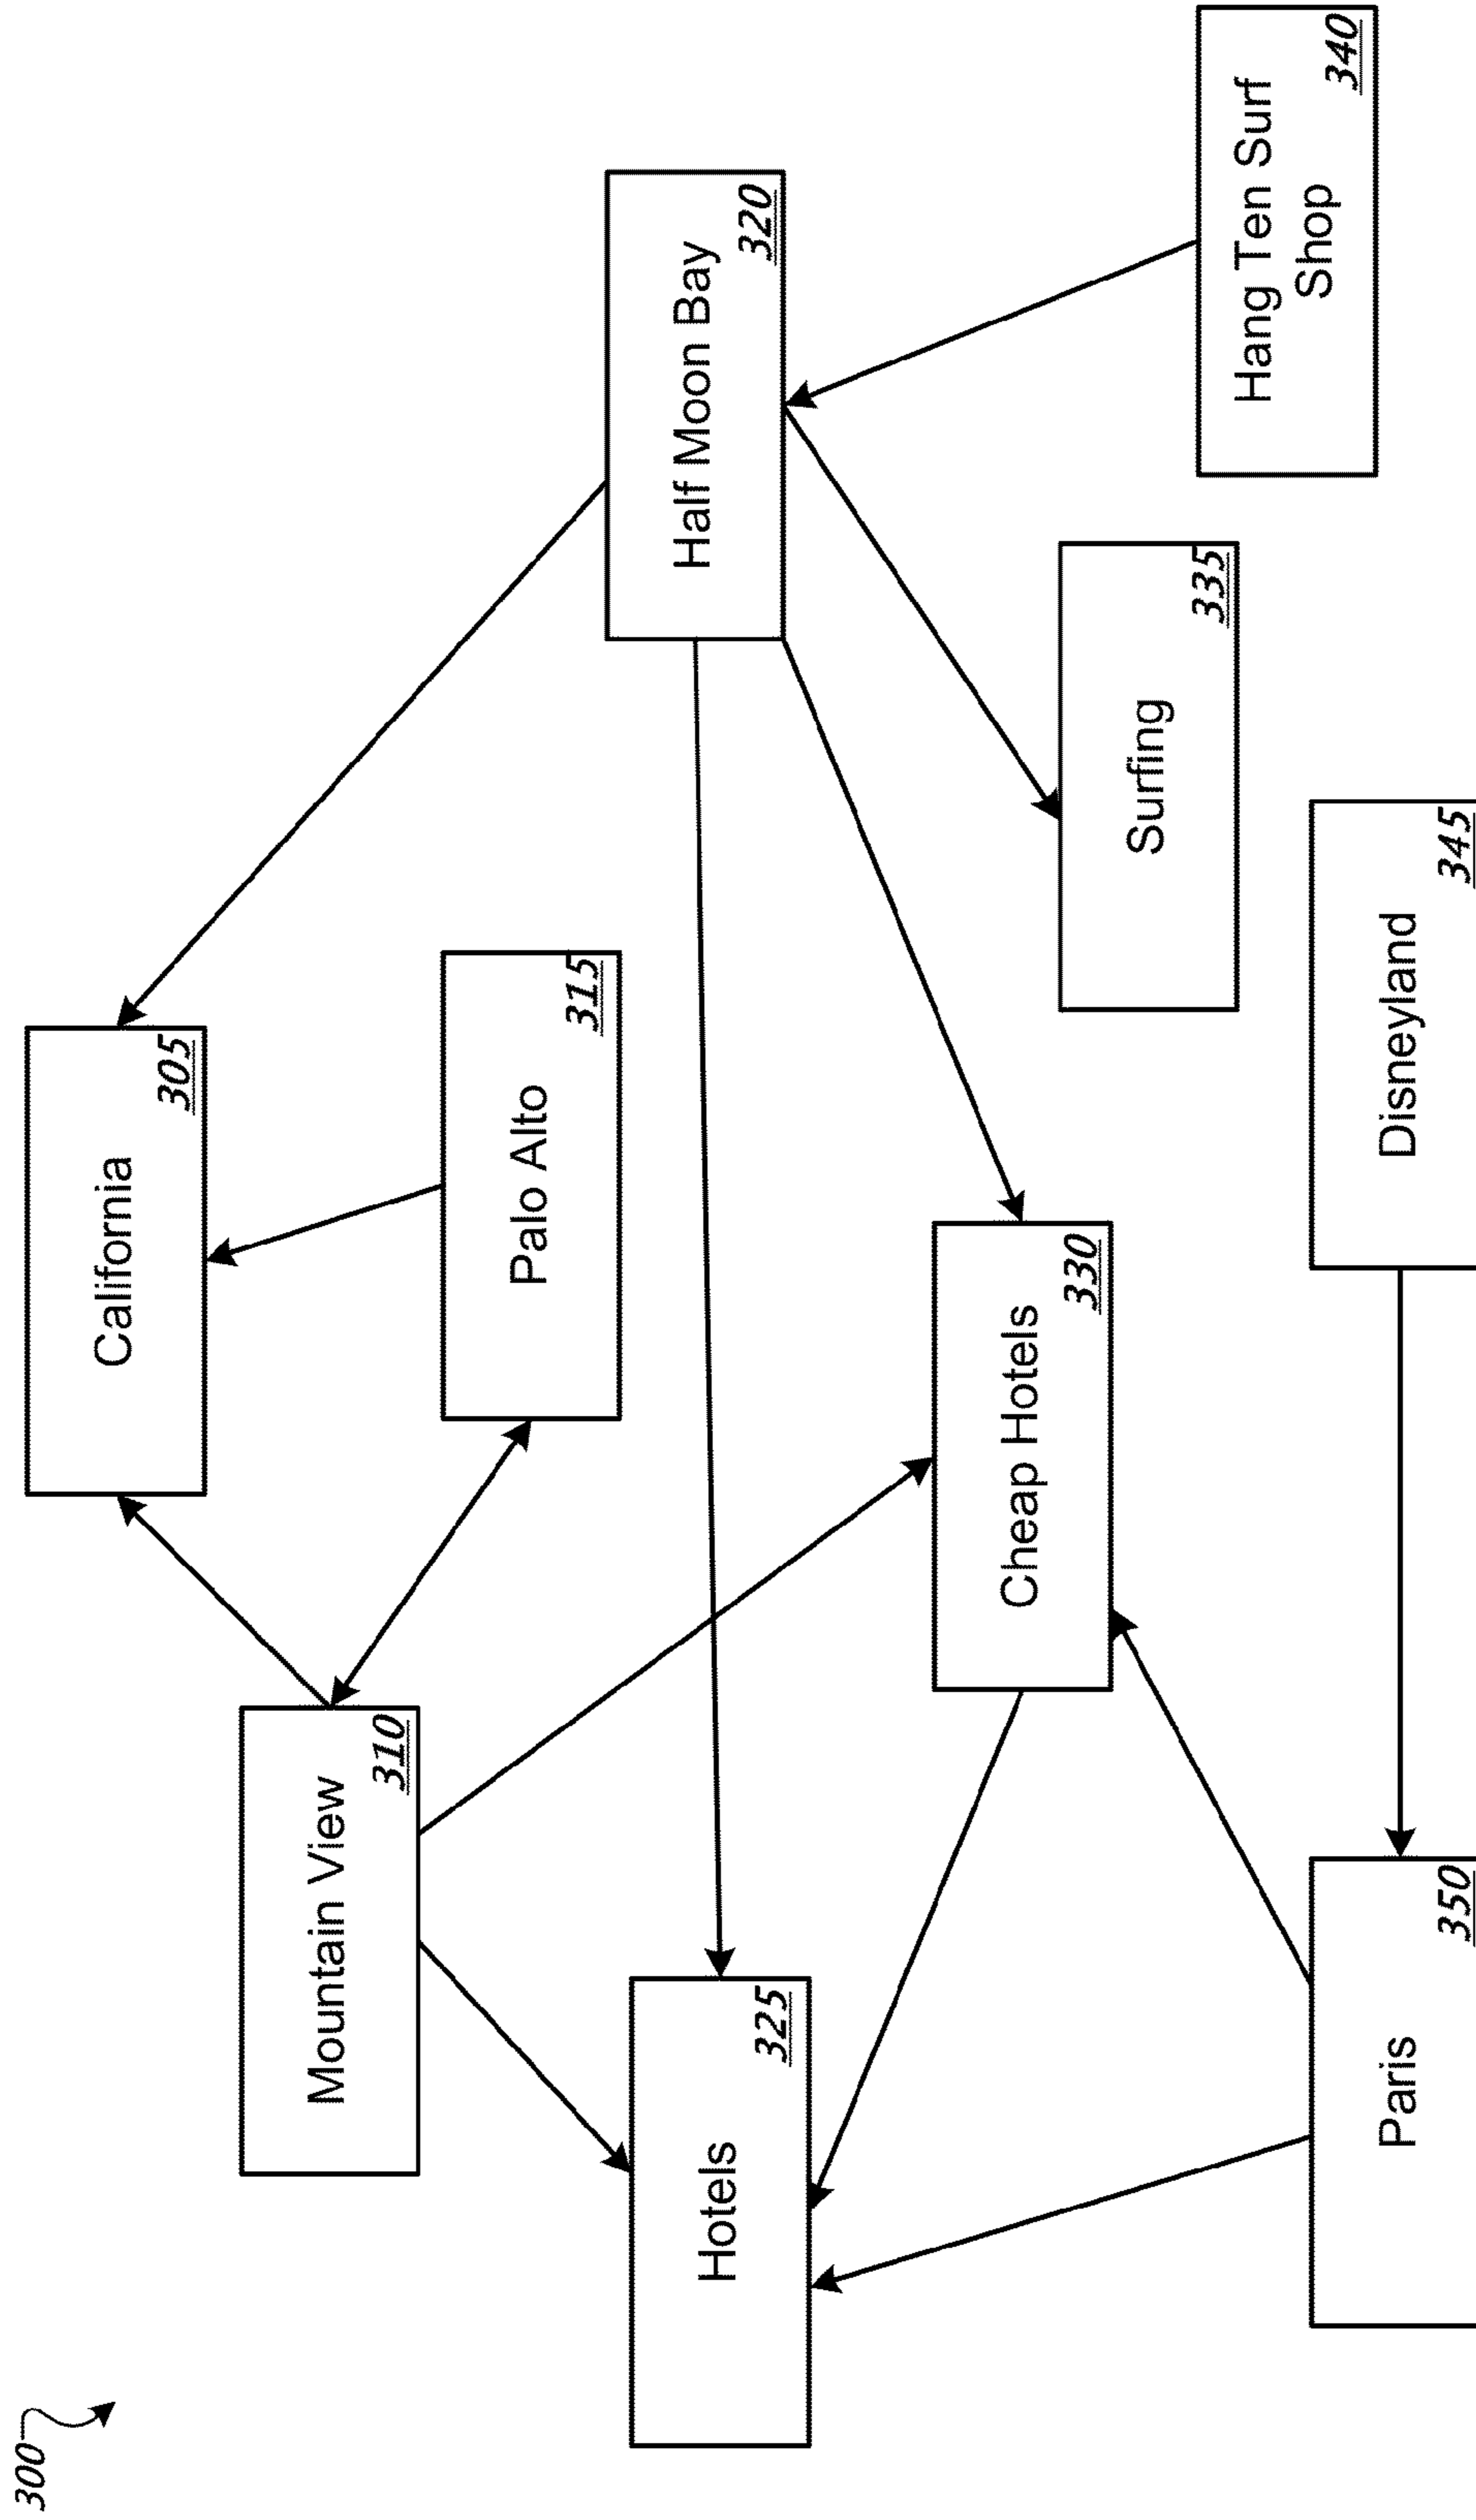 300
California
305
Mountain View
310
Palo Alto
315
Half Moon Bay
320
Hotels
325
Cheap Hotels
330
Surfing
335
Hang Ten Surf
Shop
340
Paris
350
Disneyland
345